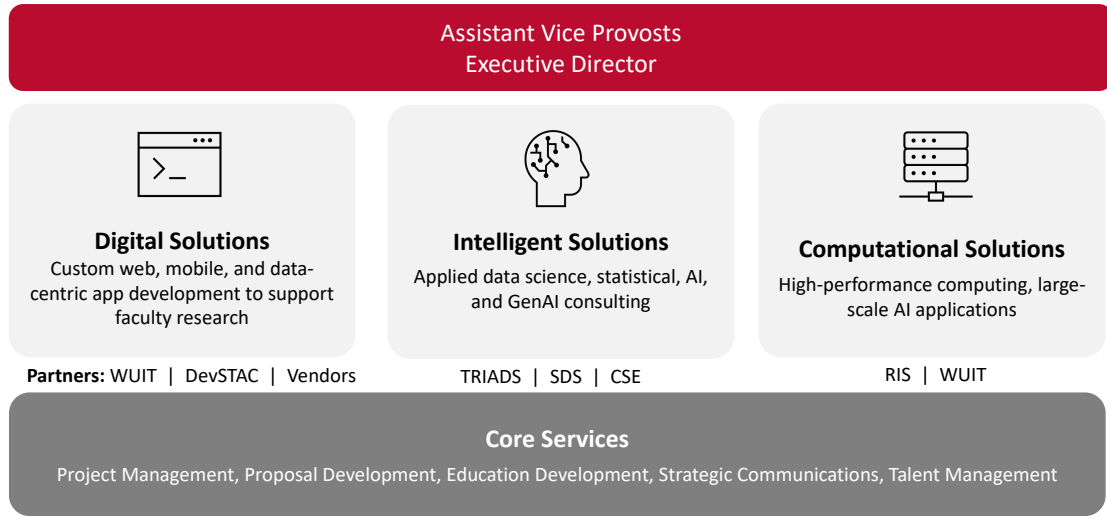 Assistant Vice Provosts
Executive Director
Digital Solutions
Custom web, mobile, and data-
centric app development to support
faculty research
Intelligent Solutions
Applied data science, statistical, AI,
and GenAI consulting
Computational Solutions
High-performance computing, large-
scale AI applications
Partners: WUIT | DevSTAC | Vendors
TRIADS | SDS | CSE
RIS | WUIT
Core Services
Project Management, Proposal Development, Education Development, Strategic Communications, Talent Management